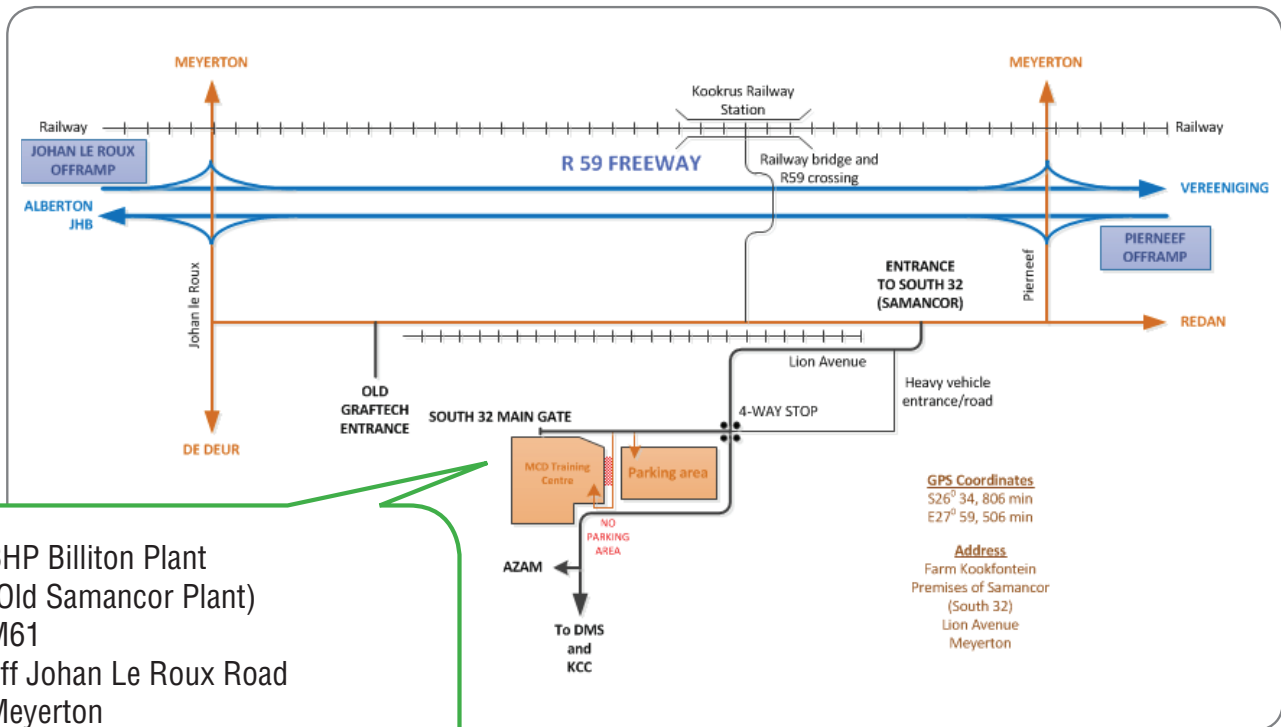 MEYERTON
MEYERTON
Kookrus Railway
Station
Railway
Railway
JOHAN LE ROUX
OFFRAMP
R 59 FREEWAY
Railway bridge and
R59 crossing
VEREENIGING
ALBERTON
JHB
PIERNEEF
OFFRAMP
Johan le Roux
ENTRANCE
TO SOUTH 32
(SAMANCOR)
Pierneef
REDAN
Lion Avenue
OLD
GRAFTECH
ENTRANCE
Heavy vehicle
entrance/road
SOUTH 32 MAIN GATE
4-WAY STOP
DE DEUR
MCD Training
Centre
Parking area
NO
PARKING
AREA
GPS Coordinates
S26⁰ 34, 806 min
E27⁰ 59, 506 min
Address
Farm Kookfontein
Premises of Samancor
(South 32)
Lion Avenue
Meyerton
AZAM
To DMS
and
KCC
HP Billiton Plant
Old Samancor Plant)
M61
ff Johan Le Roux Road
Meyerton